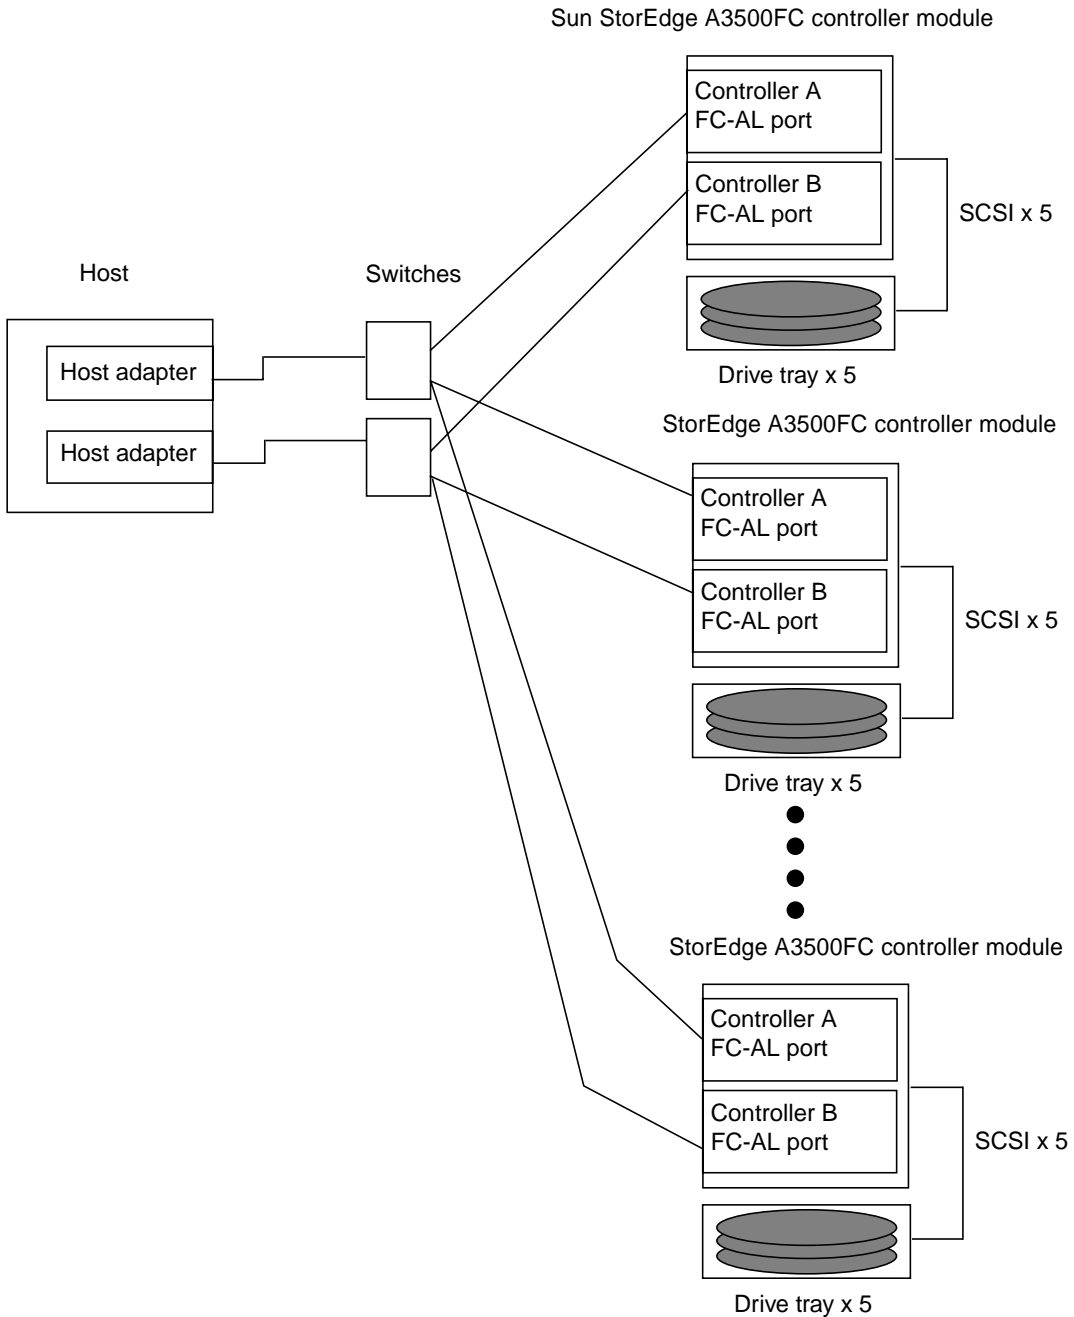 Sun StorEdge A3500FC controller module
Controller A
FC-AL port
Controller B
FC-AL port
SCSI x 5
Host
Switches
Host adapter
Host adapter
Drive tray x 5
StorEdge A3500FC controller module
Controller A
FC-AL port
Controller B
FC-AL port
SCSI x 5
Drive tray x 5
StorEdge A3500FC controller module
Controller A
FC-AL port
Controller B
FC-AL port
SCSI x 5
Drive tray x 5